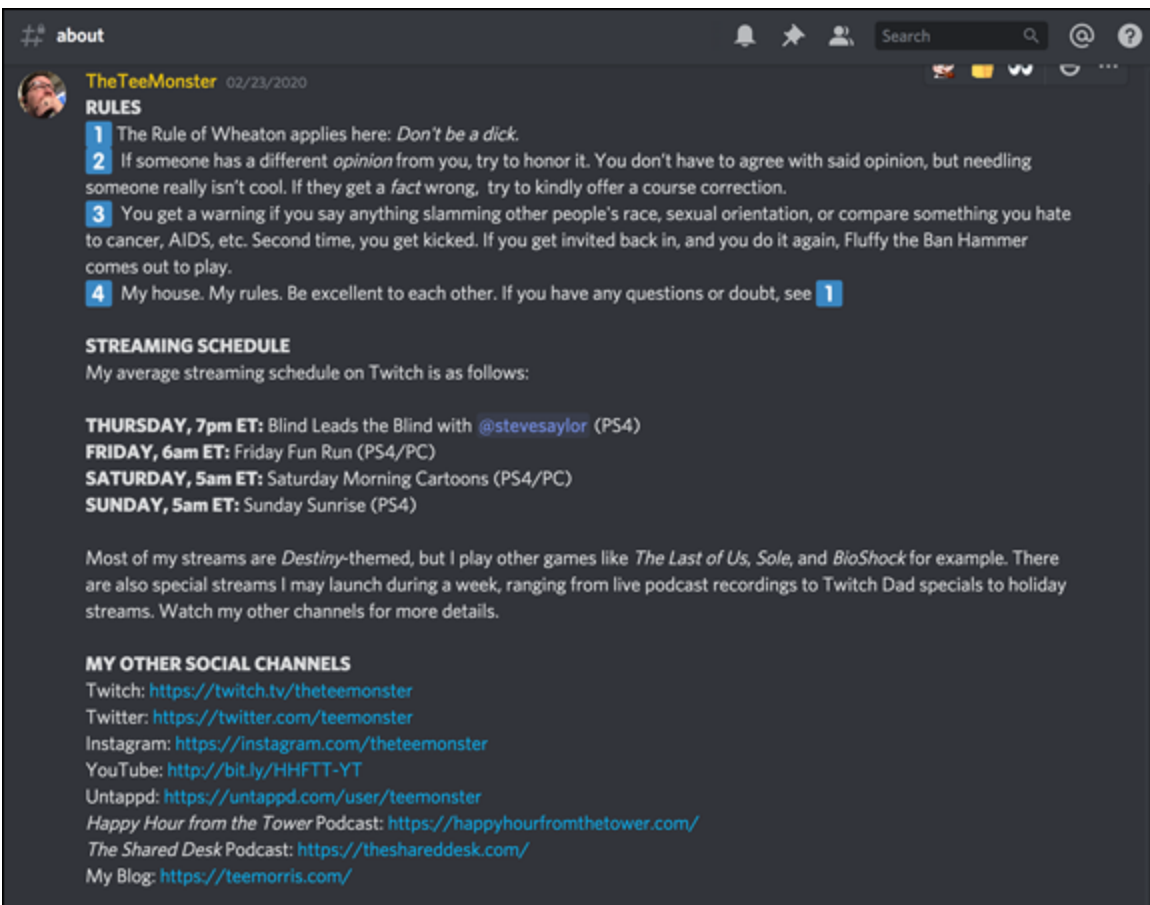 about
Search
TheTeeMonster 02/23/2020
RULES
1 The Rule of Wheaton applies here: Don't be a dick.
2 If someone has a different opinion from you, try to honor it. You don't have to agree with said opinion, but needling
someone really isn't cool. If they get a fact wrong, try to kindly offer a course correction.
3 You get a warning if you say anything slamming other people's race, sexual orientation, or compare something you hate
to cancer, AIDS, etc. Second time, you get kicked. If you get invited back in, and you do it again, Fluffy the Ban Hammer
comes out to play.
4 My house. My rules. Be excellent to each other. If you have any questions or doubt, see 1
STREAMING SCHEDULE
My average streaming schedule on Twitch is as follows:
THURSDAY, 7pm ET: Blind Leads the Blind with @stevesaylor (PS4)
FRIDAY, 6am ET: Friday Fun Run (PS4/PC)
SATURDAY, 5am ET: Saturday Morning Cartoons (PS4/PC)
SUNDAY, 5am ET: Sunday Sunrise (PS4)
Most of my streams are Destiny-themed, but I play other games like The Last of Us, Sole, and BioShock for example. There
are also special streams I may launch during a week, ranging from live podcast recordings to Twitch Dad specials to holiday
streams. Watch my other channels for more details.
MY OTHER SOCIAL CHANNELS
Twitch: https://twitch.tv/theteemonster
Twitter: https://twitter.com/teemonster
Instagram: https://instagram.com/theteemonster
YouTube: http://bit.ly/HHFTT-YT
Untappd: https://untappd.com/user/teemonster
Happy Hour from the Tower Podcast: https://happyhourfromthetower.com/
The Shared Desk Podcast: https://theshareddesk.com/
My Blog: https://teemorris.com/